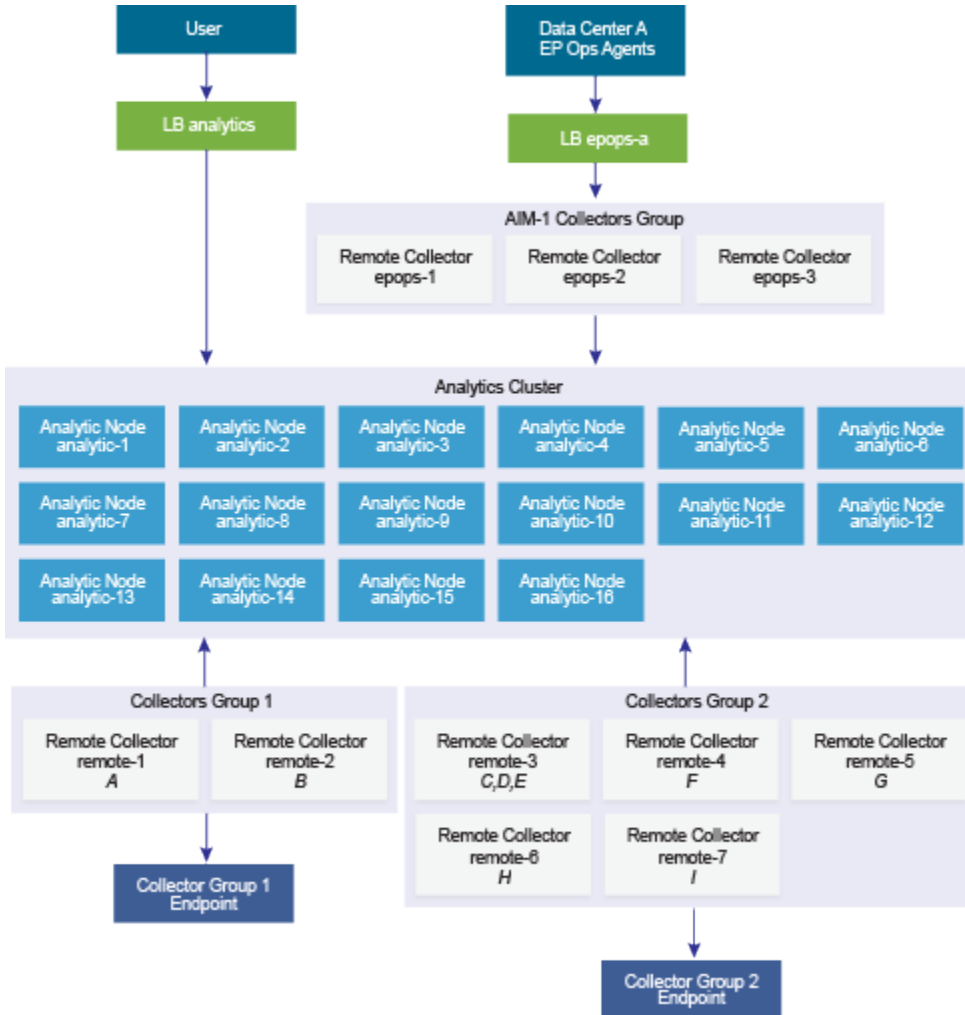 User
Data Center A
EP Ops Agents
LB analytics
LB epops-a
AIM-1 Collectors Group
Remote Collector
epops-1
Remote Collector
epops-2
Remote Collector
epops-3
Analytics Cluster
Analytic Node
analytic-1
Analytic Node
analytic-2
Analytic Node
analytic-3
Analytic Node
analytic-4
Analytic Node
analytic-5
Analytic Node
analytic-6
Analytic Node
analytic-7
Analytic Node
analytic-8
Analytic Node
analytic-9
Analytic Node
analytic-10
Analytic Node
analytic-11
Analytic Node
analytic-12
Analytic Node
analytic-13
Analytic Node
analytic-14
Analytic Node
analytic-15
Analytic Node
analytic-16
Collectors Group 1
Remote Collector
remote-1
A
Remote Collector
remote-2
B
Collector Group 1
Endpoint
Collectors Group 2
Remote Collector
remote-3
C,D,E
Remote Collector
remote-4
F
Remote Collector
remote-5
G
Remote Collector
remote-6
H
Remote Collector
remote-7
I
Collector Group 2
Endpoint